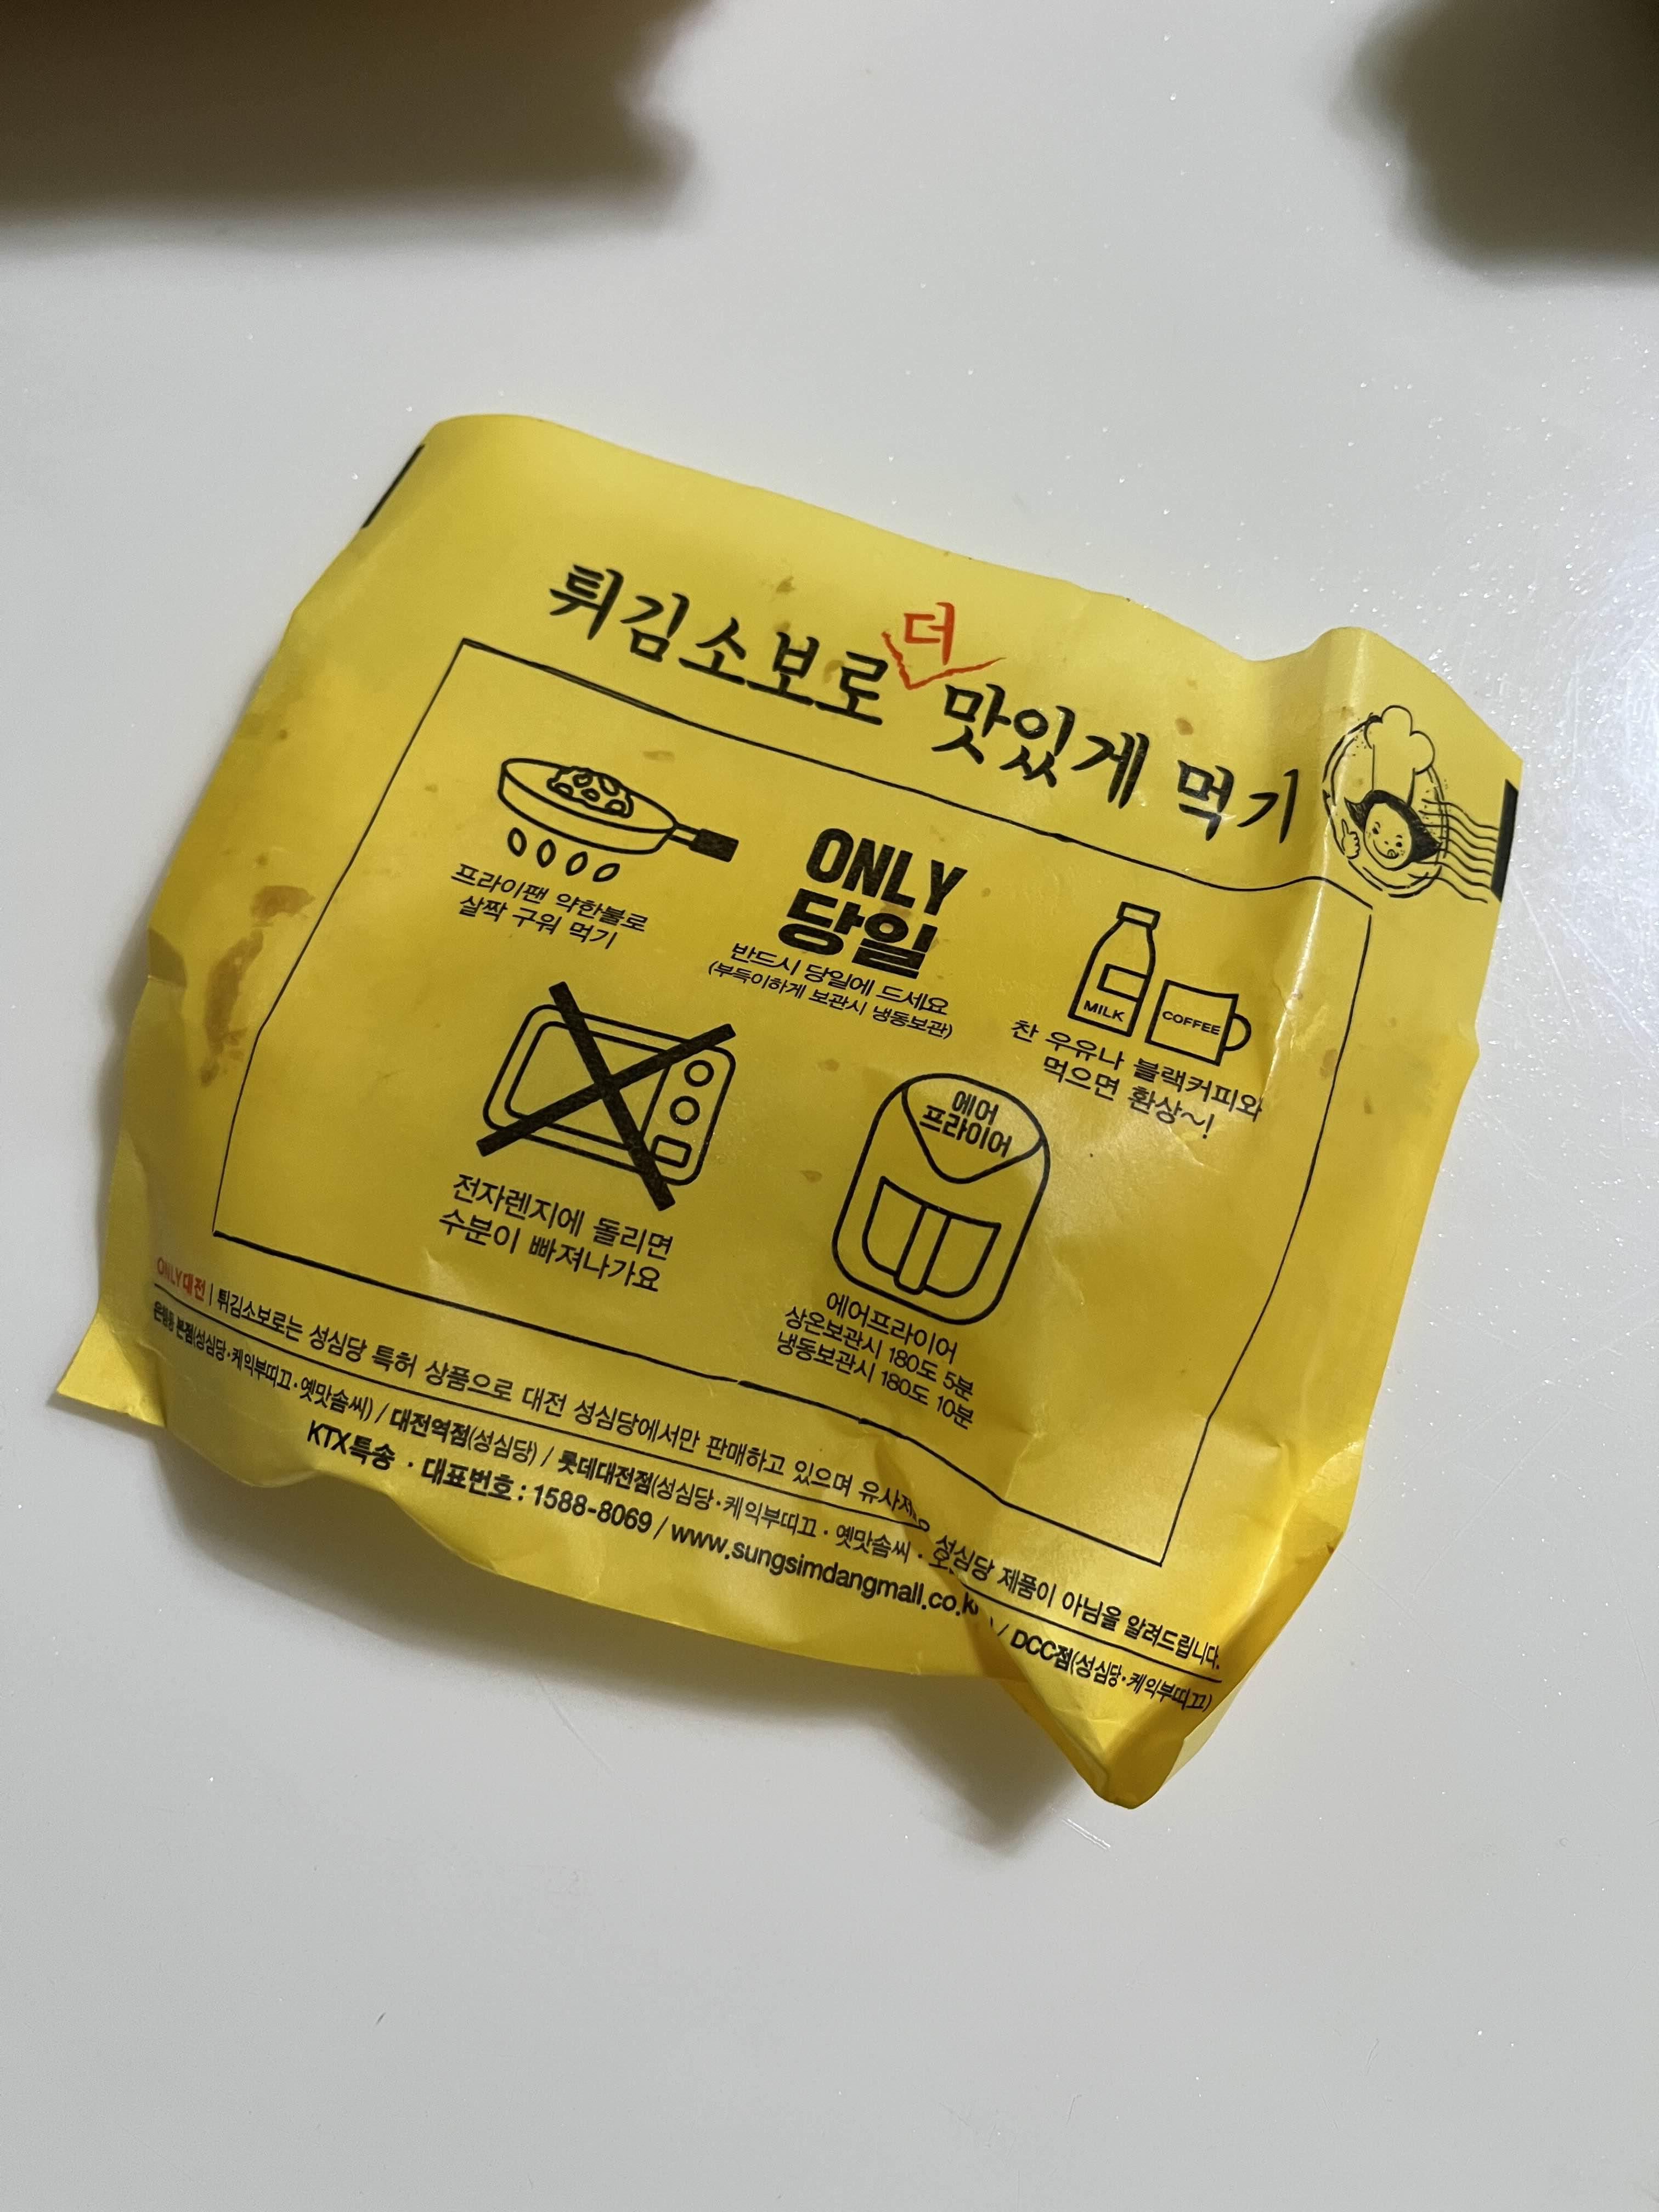 튀김소보로 더 맛있게 먹기
프라이팬 약한불로
살짝 구워 먹기
ONLY
당일
반드시 당일에 드세요
(부득이하게 보관시 냉동보관)
MILK
COFFEE
찬 우유나 블랙커피와
먹으면 환상~!
전자렌지에 돌리면
수분이 빠져나가요
에어
프라이어
에어프라이어
상온보관시 180도 5분
냉동보관시 180도 10분
ONLY대전 | 튀김소보로는 성심당 특허 상품으로 대전 성심당에서만 판매하고 있으며 성심당 제품이 아님을 알려드립니다.
은행동 본점(성심당·케익부띠끄·옛맛솜씨) / 대전역점(성심당) / 롯데대전점(성심당·케익부띠끄·옛맛솜씨 / DCC점(성심당·케익부띠끄)
KTX특송 · 대표번호 : 1588-8069 / www.sungsimdangmall.co.k